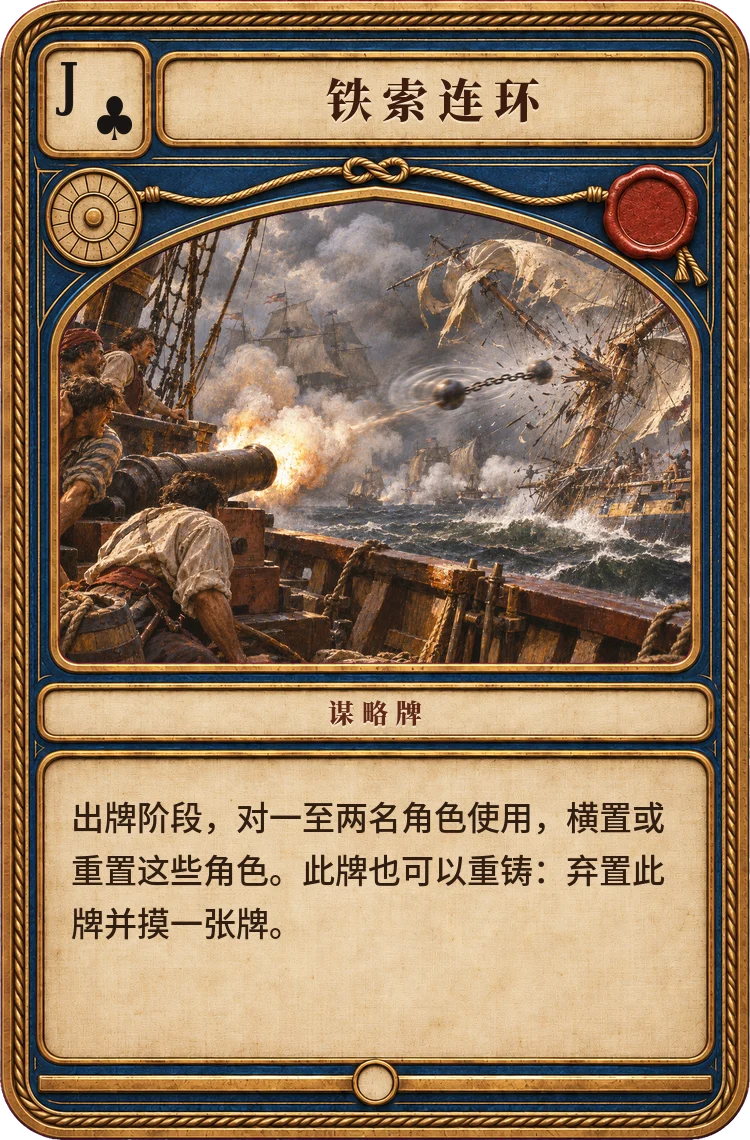 J♣
铁索连环
谋略牌
出牌阶段，对一至两名角色使用，横置或
重置这些角色。此牌也可以重铸：弃置此
牌并摸一张牌。